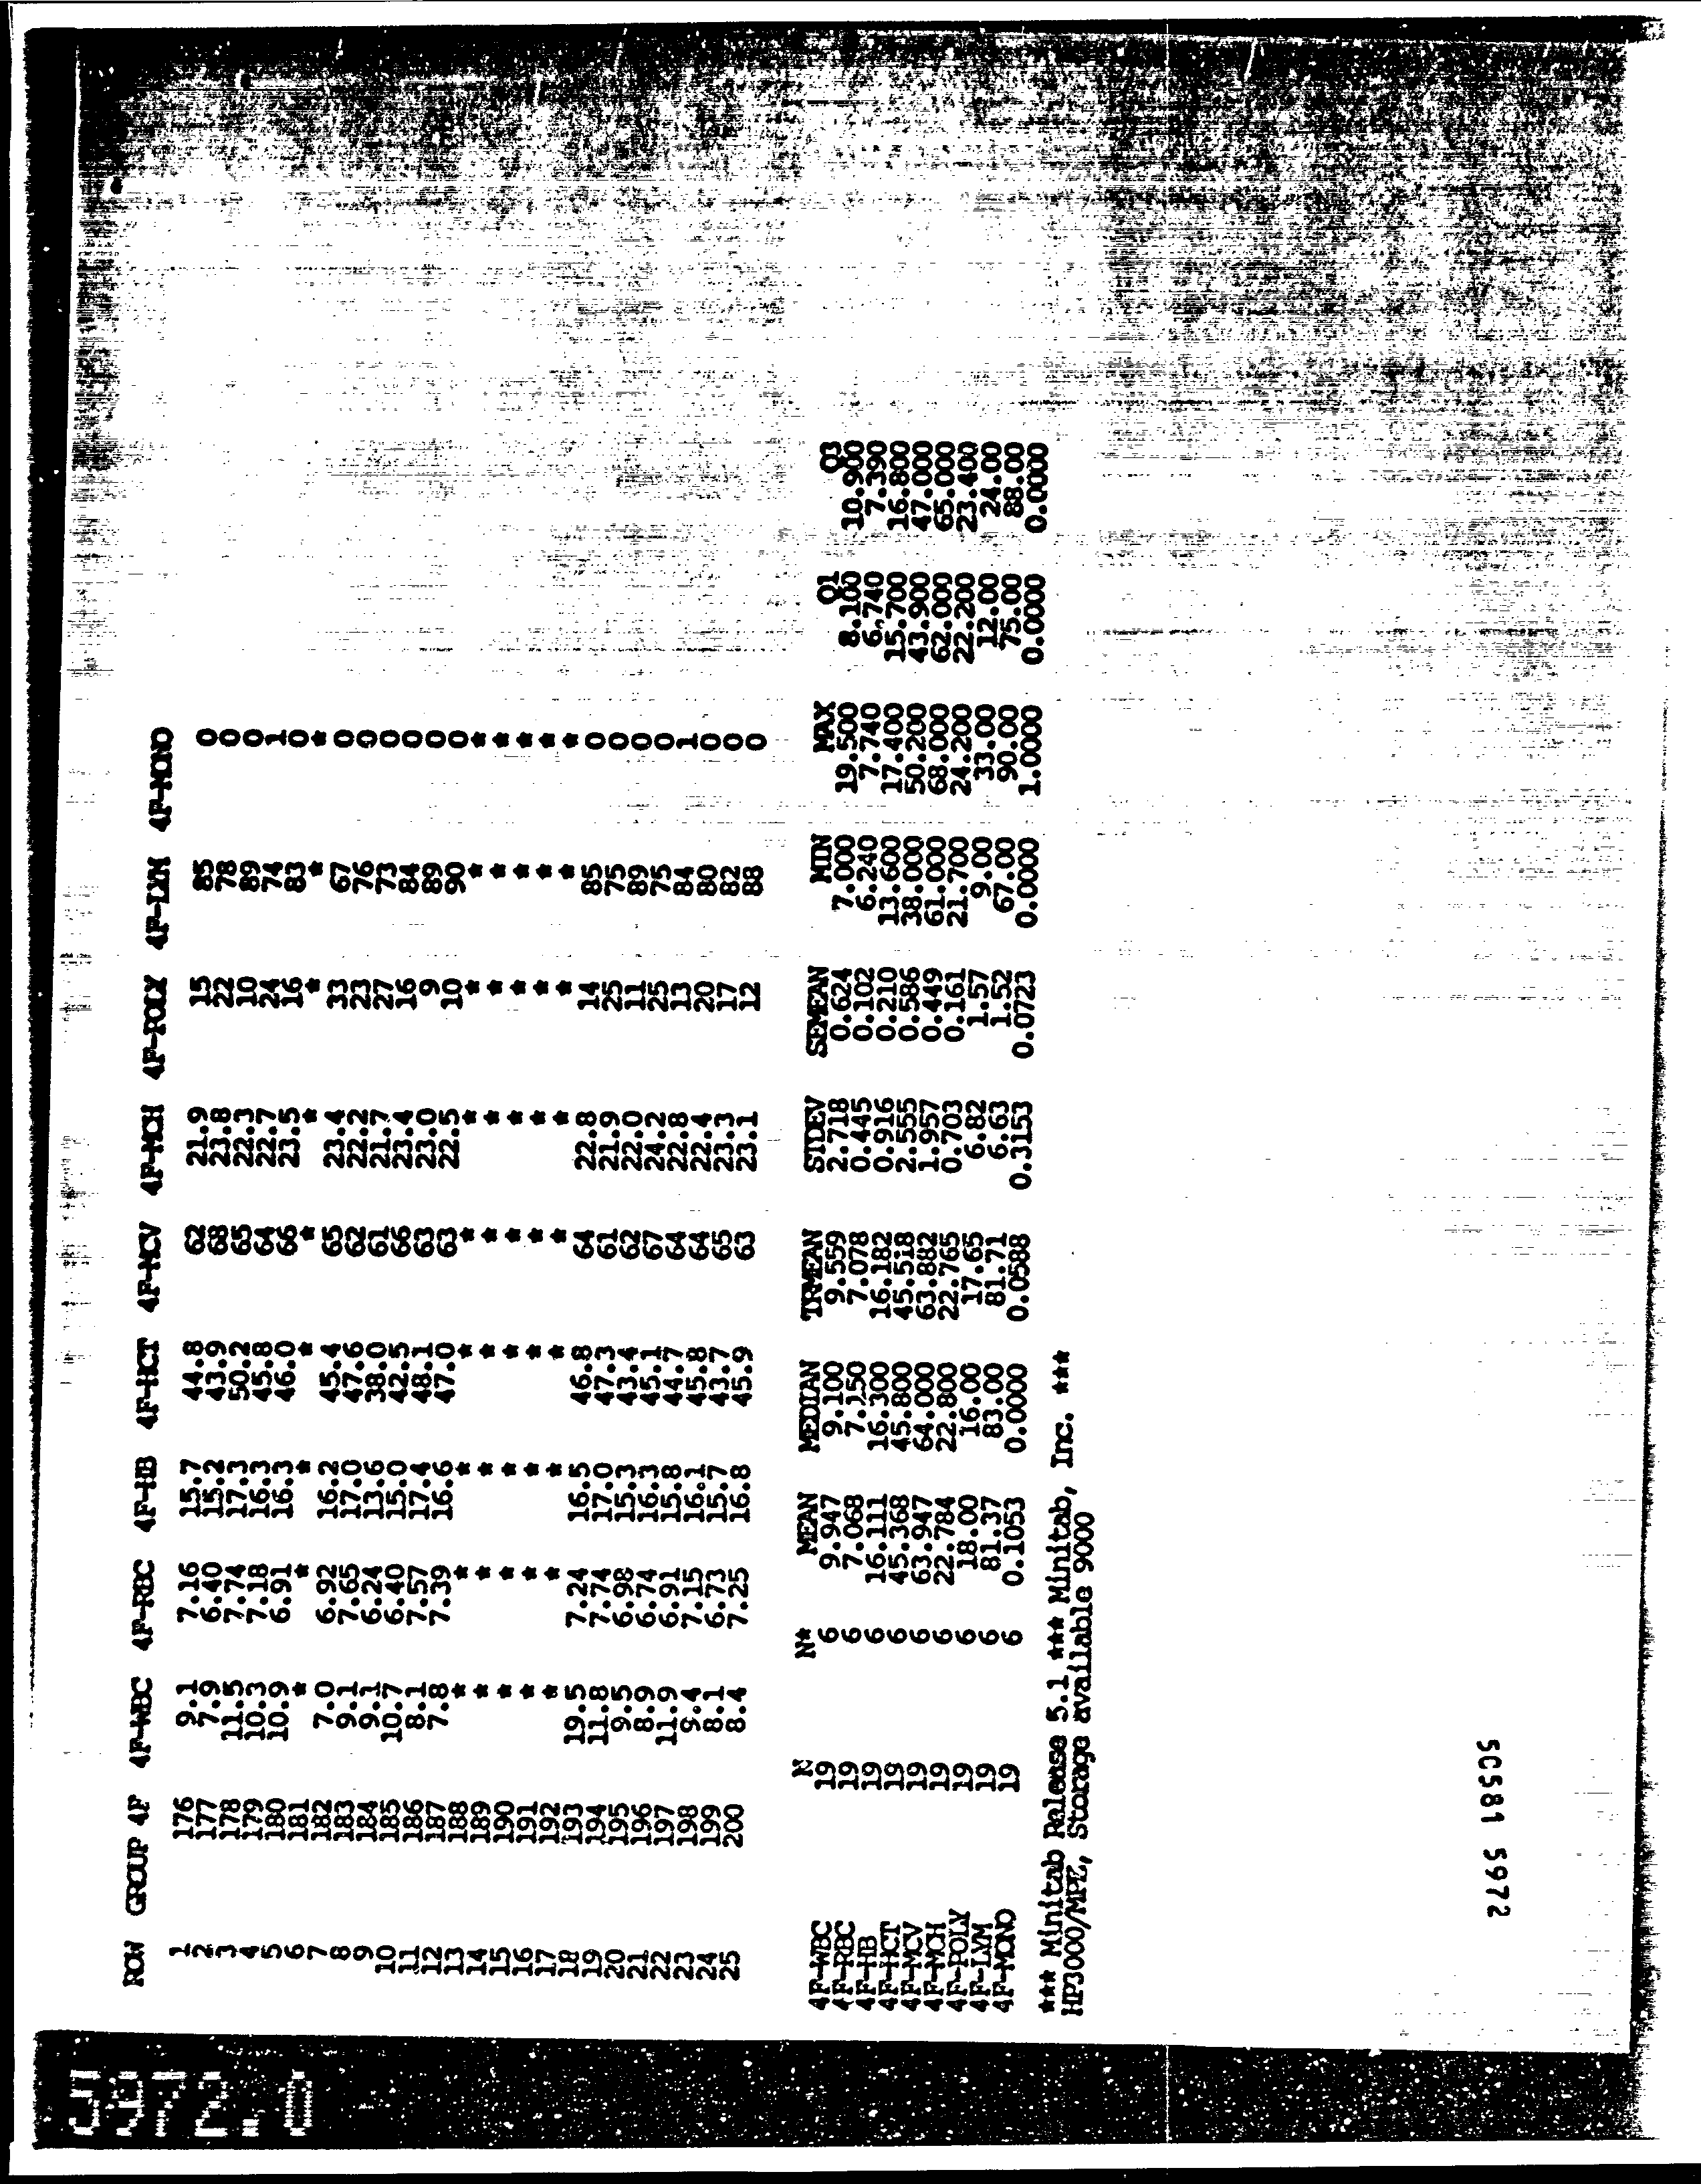 ROW GROUP 4F 4F-WBC 4F-RBC 4F-HB 4F-HCT 4F-MCV 4F-MCH 4F-POLY 4F-LYM 4F-MONO
1 176 9.1 7.16 15.7 44.8 62 21.9 15 85 0
2 177 7.9 6.40 15.2 43.9 68 23.8 22 78 0
3 178 11.5 7.74 17.3 50.2 65 22.3 10 89 0
4 179 10.3 7.18 16.3 45.8 64 22.7 24 74 1
5 180 10.9 6.91 16.3 46.0 66 23.5 16 83 0
6 181 * * * * * * * * *
7 182 7.0 6.92 16.2 45.4 65 23.4 33 67 0
8 183 9.1 7.65 17.0 47.6 62 22.2 23 76 0
9 184 9.1 6.24 13.6 38.0 61 21.7 27 73 0
10 185 10.7 6.40 15.0 42.5 66 23.4 16 84 0
11 186 8.1 7.57 17.4 48.1 63 23.0 9 89 0
12 187 7.8 7.39 16.6 47.0 63 22.5 10 90 0
13 188 * * * * * * * * *
14 189 * * * * * * * * *
15 190 * * * * * * * * *
16 191 * * * * * * * * *
17 192 * * * * * * * * *
18 193 19.5 7.24 16.5 46.8 64 22.8 14 85 0
19 194 11.8 7.74 17.0 47.3 61 21.9 25 75 0
20 195 9.5 6.98 15.3 43.4 62 22.0 11 89 0
21 196 8.9 6.74 16.3 45.1 67 24.2 25 75 0
22 197 11.9 6.91 15.8 44.7 64 22.8 13 84 1
23 198 9.4 7.15 16.1 45.8 64 22.4 20 80 0
24 199 8.1 6.73 15.7 43.7 65 23.3 17 82 0
25 200 8.4 7.25 16.8 45.9 63 23.1 12 88 0
N N* MEAN MEDIAN TRMEAN STDEV SEMEAN MIN MAX Q1 Q3
4F-WBC 19 6 9.947 9.100 9.559 2.718 0.624 7.000 19.500 8.100 10.900
4F-RBC 19 6 7.068 7.150 7.078 0.445 0.102 6.240 7.740 6.740 7.390
4F-HB 19 6 16.111 16.300 16.182 0.916 0.210 13.600 17.400 15.700 16.800
4F-HCT 19 6 45.368 45.800 45.518 2.555 0.586 38.000 50.200 43.900 47.000
4F-MCV 19 6 63.947 64.000 63.882 1.957 0.449 61.000 68.000 62.000 65.000
4F-MCH 19 6 22.784 22.800 22.765 0.703 0.161 21.700 24.200 22.200 23.400
4F-POLY 19 6 18.00 16.00 17.65 6.82 1.57 9.00 33.00 12.00 24.00
4F-LYM 19 6 81.37 83.00 81.71 6.63 1.52 67.00 90.00 75.00 88.00
4F-MONO 19 6 0.1053 0.0000 0.0588 0.3153 0.0723 0.0000 1.0000 0.0000 0.0000
*** Minitab Release 5.1 *** Minitab, Inc. ***
HP3000/MPE, Storage available 9000
SC581 5972
5972.0